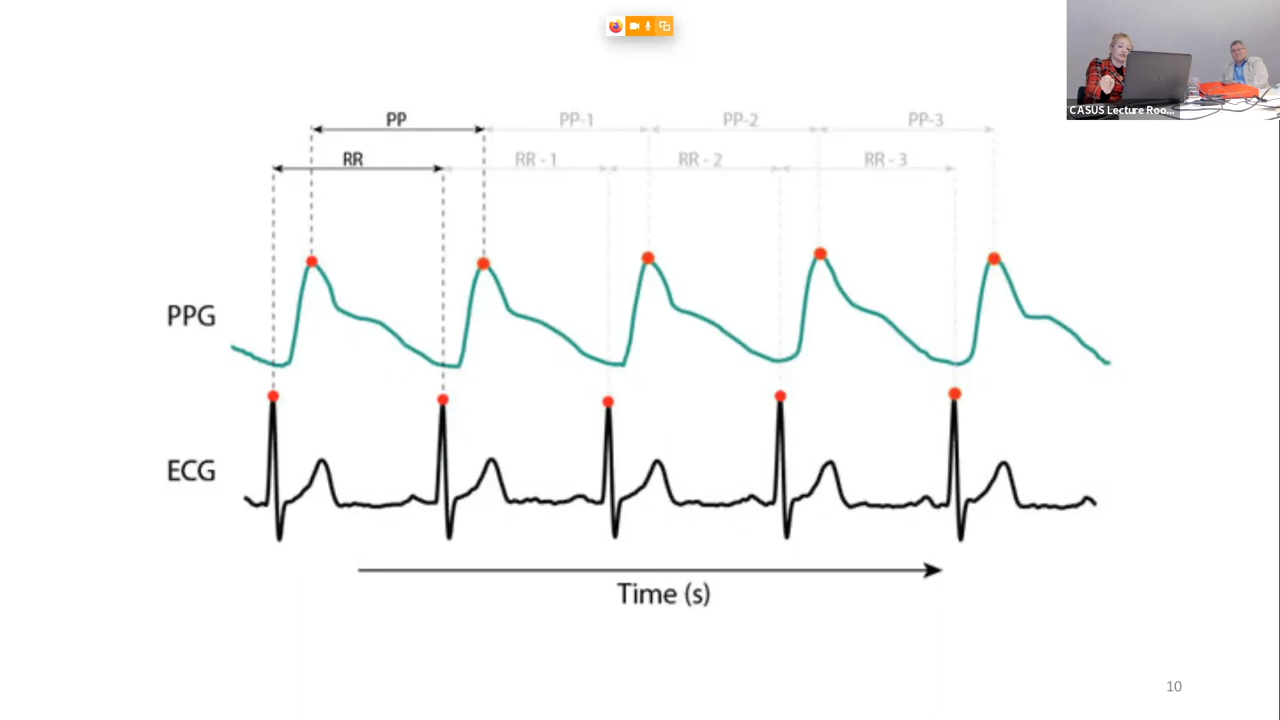 CASUS Lecture Roo...
PP
PP-1
PP-2
PP-3
RR
RR - 1
RR - 2
RR - 3
PPG
ECG
Time (s)
10